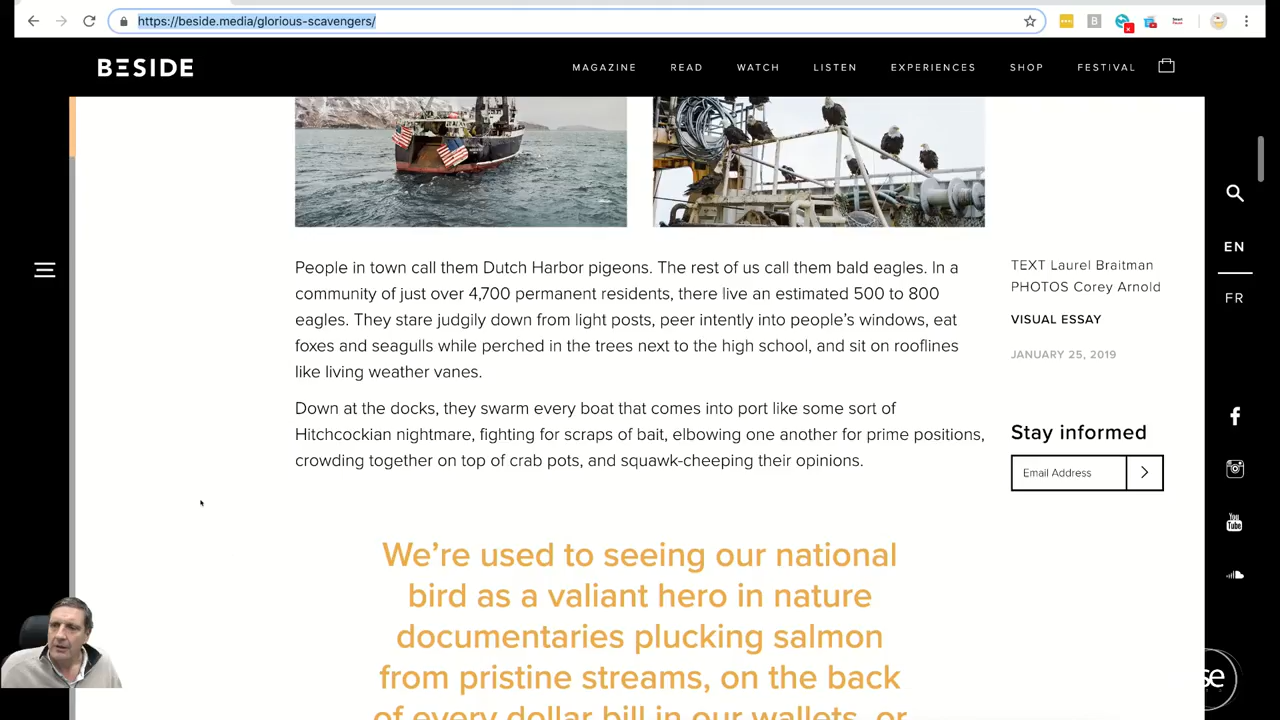 https://beside.media/glorious-scavengers/
BESIDE
MAGAZINE READ WATCH LISTEN EXPERIENCES SHOP FESTIVAL
EN
FR
People in town call them Dutch Harbor pigeons. The rest of us call them bald eagles. In a
community of just over 4,700 permanent residents, there live an estimated 500 to 800
eagles. They stare judgily down from light posts, peer intently into people’s windows, eat
foxes and seagulls while perched in the trees next to the high school, and sit on rooflines
like living weather vanes.
Down at the docks, they swarm every boat that comes into port like some sort of
Hitchcockian nightmare, fighting for scraps of bait, elbowing one another for prime positions,
crowding together on top of crab pots, and squawk-cheeping their opinions.
TEXT Laurel Braitman
PHOTOS Corey Arnold
VISUAL ESSAY
JANUARY 25, 2019
Stay informed
Email Address
We’re used to seeing our national
bird as a valiant hero in nature
documentaries plucking salmon
from pristine streams, on the back
of every dollar bill in our wallets, or
You
Tube
se